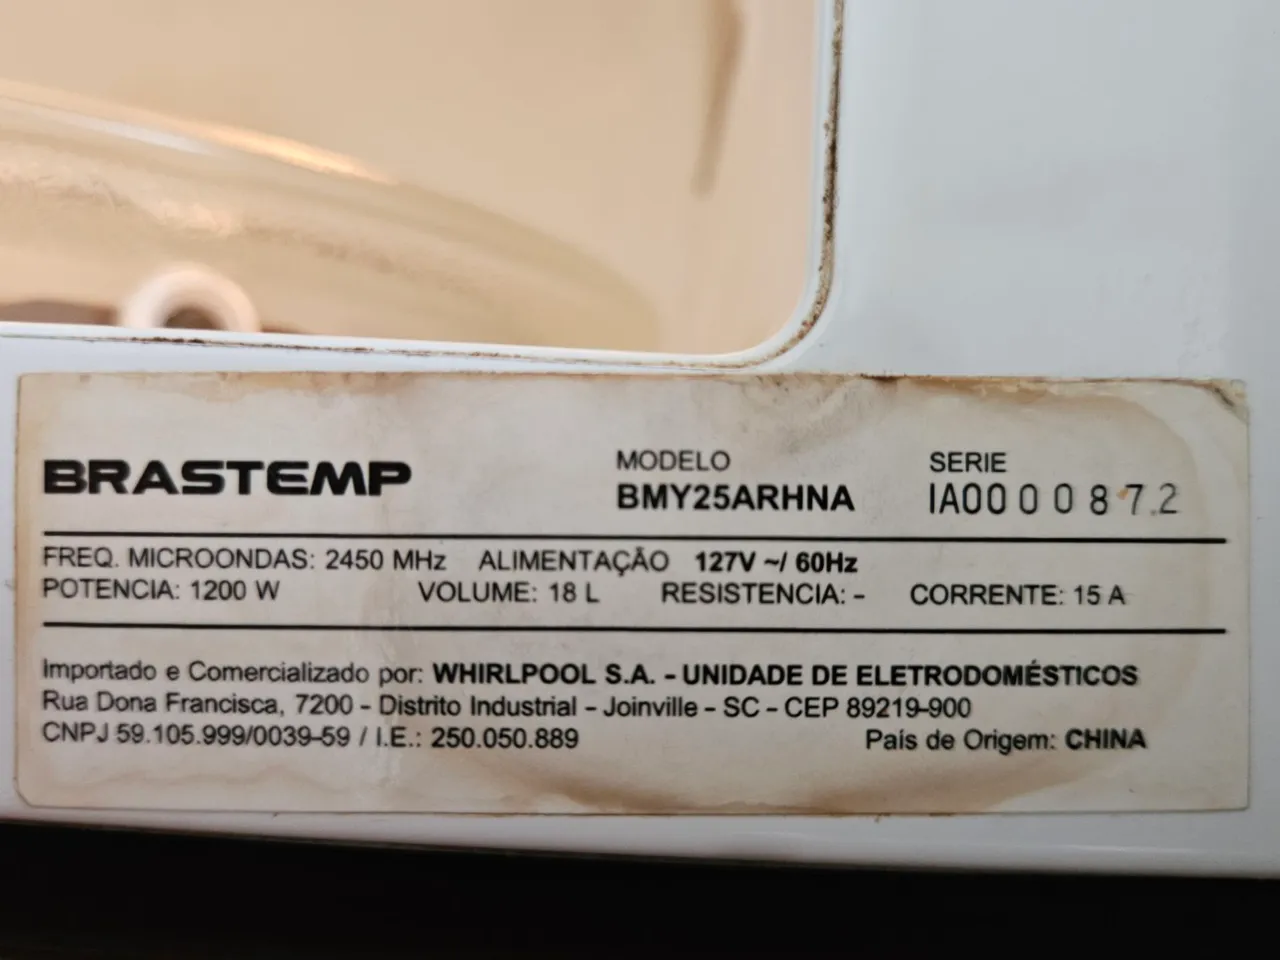 BRASTEMP
MODELO SERIE
BMY25ARHNA IA0000872
FREQ. MICROONDAS: 2450 MHz ALIMENTAÇÃO 127V ~/ 60Hz
POTENCIA: 1200 W VOLUME: 18 L RESISTENCIA: - CORRENTE: 15 A
Importado e Comercializado por: WHIRLPOOL S.A. - UNIDADE DE ELETRODOMÉSTICOS
Rua Dona Francisca, 7200 - Distrito Industrial - Joinville - SC - CEP 89219-900
CNPJ 59.105.999/0039-59 / I.E.: 250.050.889 País de Origem: CHINA